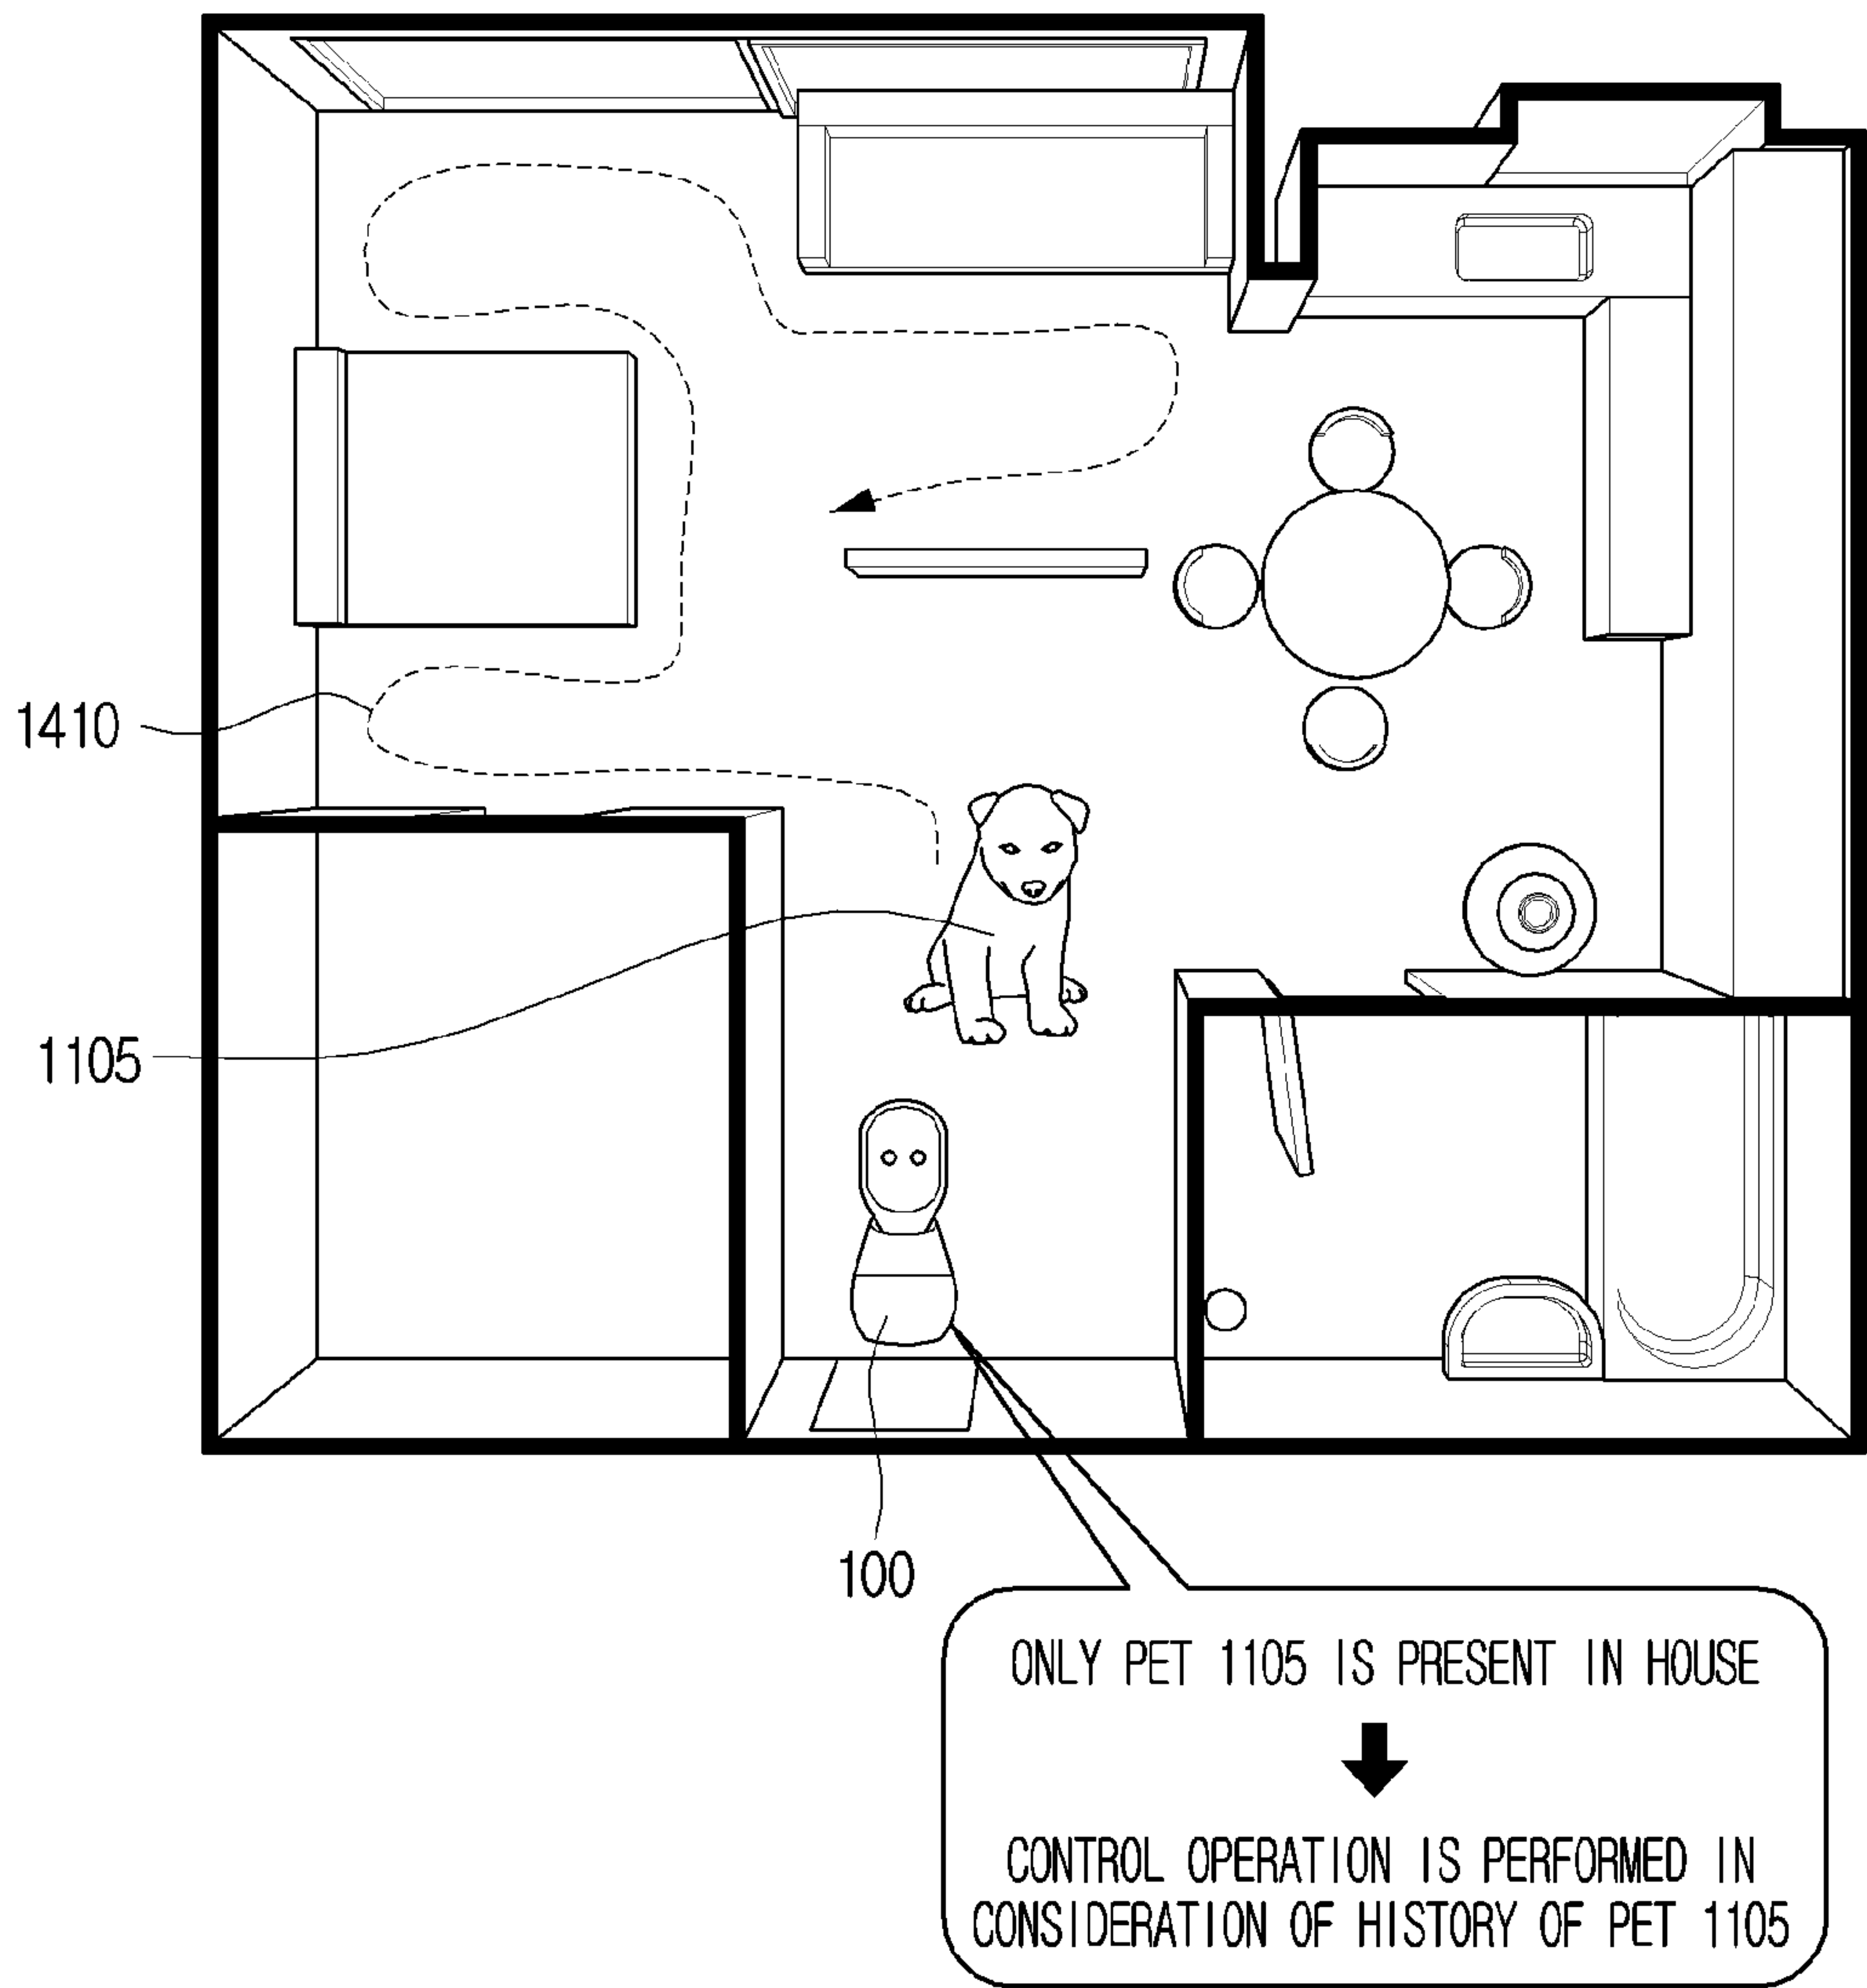 1410
1105
100
ONLY PET 1105 IS PRESENT IN HOUSE
CONTROL OPERATION IS PERFORMED IN
CONSIDERATION OF HISTORY OF PET 1105